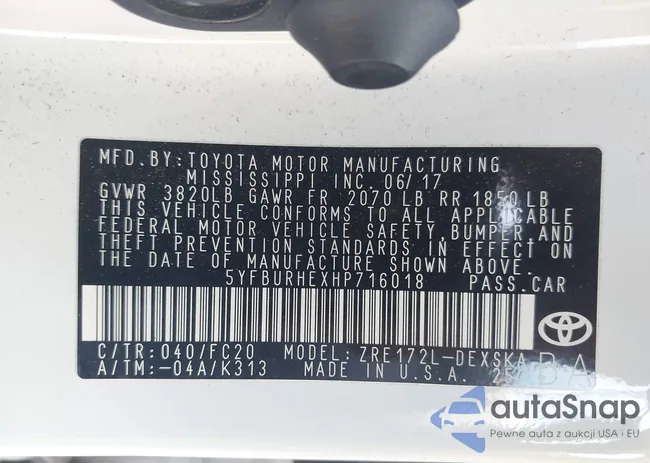 MFD.BY:TOYOTA MOTOR MANUFACTURING
MISSISSIPPI INC. 06/17
GVWR 3820LB GAWR FR 2070 LB RR 1850 LB
THIS VEHICLE CONFORMS TO ALL APPLICABLE
FEDERAL MOTOR VEHICLE SAFETY, BUMPER AND
THEFT PREVENTION STANDARDS IN EFFECT ON
THE DATE OF MANUFACTURE SHOWN ABOVE.
5YFBURHEXHP716018 PASS.CAR
C/TR:040/FC20 MODEL:ZRE172L-DEXSKA
A/TM:-04A/K313 MADE IN U.S.A.
BA
autaSnap
Pewne auta z aukcji USA i EU